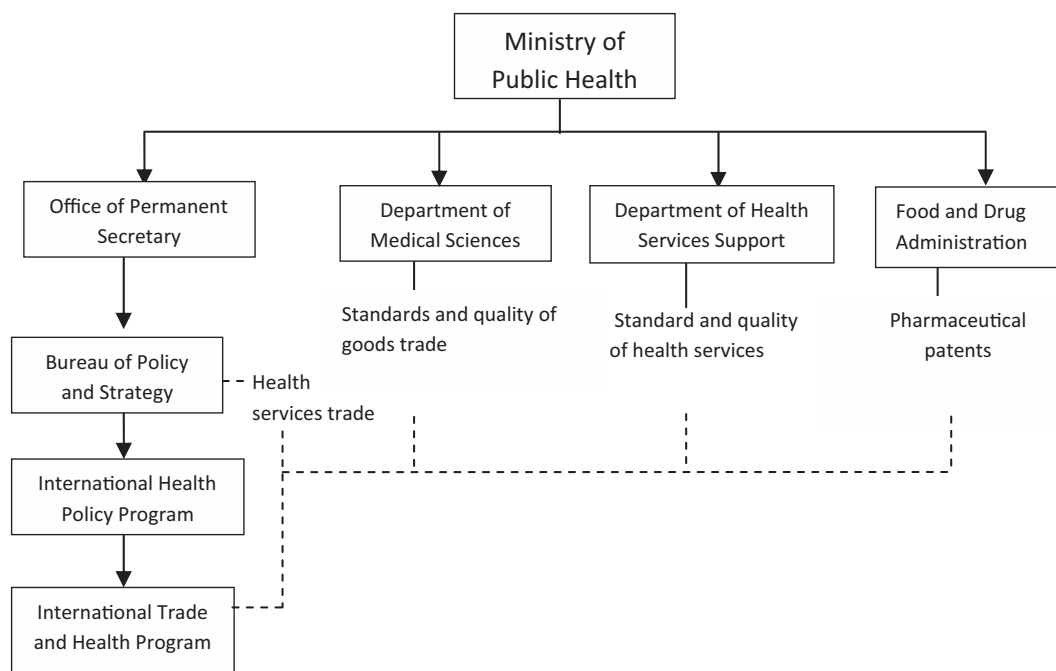 Ministry of
Public Health
Office of Permanent
Secretary
Department of
Medical Sciences
Department of Health
Services Support
Food and Drug
Administration
Standards and quality of
goods trade
Standard and quality
of health services
Pharmaceutical
patents
Bureau of Policy
and Strategy
Health
services trade
International Health
Policy Program
International Trade
and Health Program